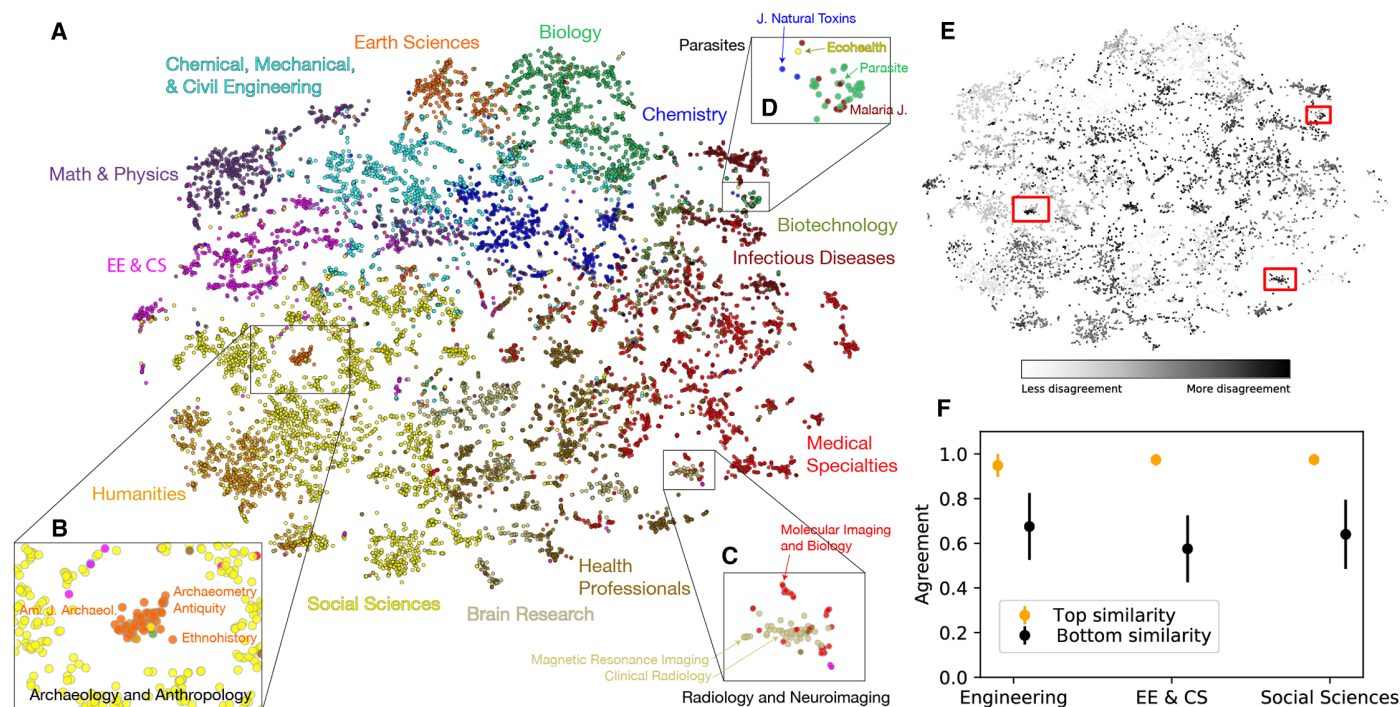 A
Earth Sciences
Biology
Chemical, Mechanical,
& Civil Engineering
Math & Physics
EE & CS
Chemistry
Biotechnology
Infectious Diseases
Medical
Specialties
Humanities
Social Sciences
Brain Research
Health
Professionals
Parasites
J. Natural Toxins
Ecohealth
Parasite
D
Malaria J.
B
Am. J. Archaeol.
Archaeometry
Antiquity
Ethnohistory
Archaeology and Anthropology
C
Molecular Imaging
and Biology
Magnetic Resonance Imaging
Clinical Radiology
Radiology and Neuroimaging
E
Less disagreement
More disagreement
F
Agreement
1.0
0.8
0.6
0.4
0.2
0.0
Top similarity
Bottom similarity
Engineering
EE & CS
Social Sciences